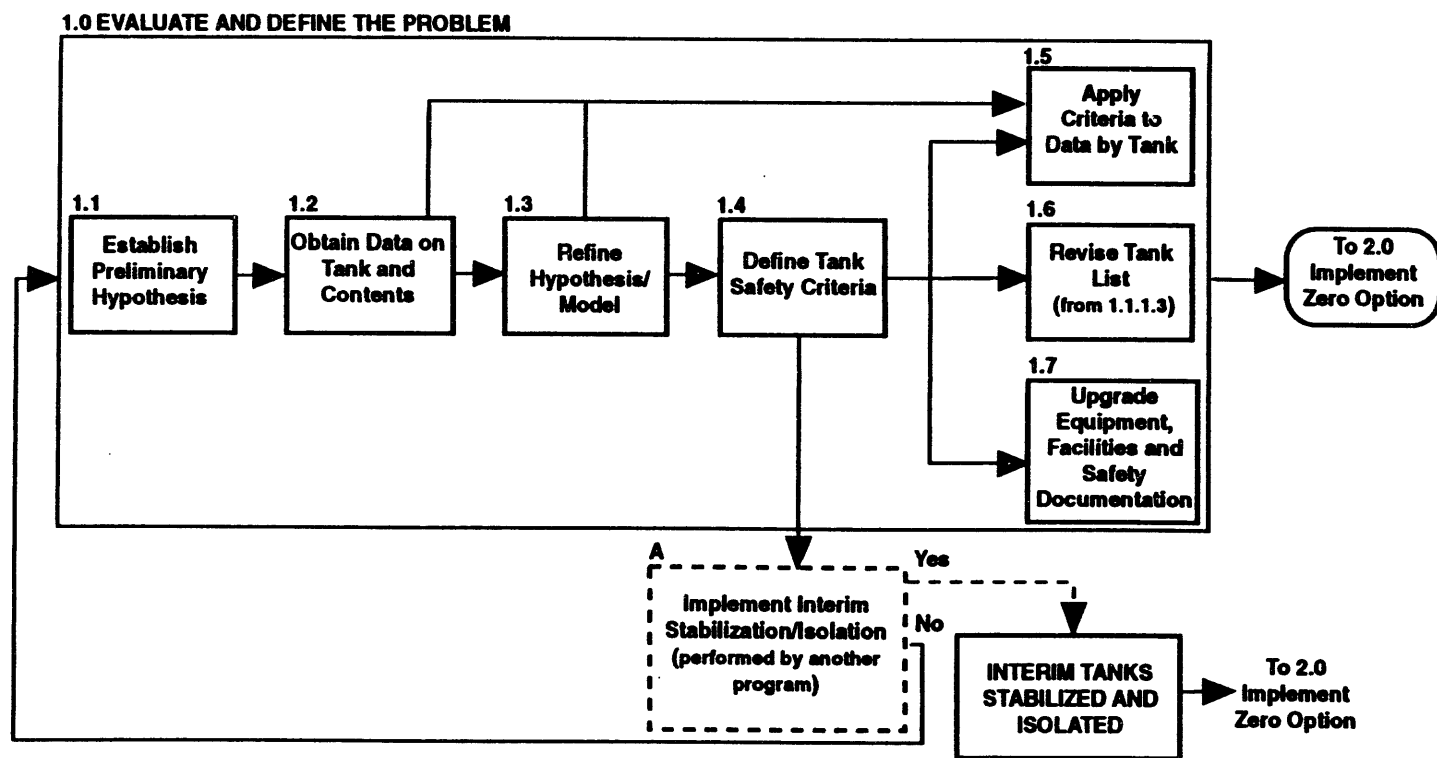 1.0 EVALUATE AND DEFINE THE PROBLEM
1.1
Establish
Preliminary
Hypothesis
1.2
Obtain Data on
Tank and
Contents
1.3
Refine
Hypothesis/
Model
1.4
Define Tank
Safety Criteria
1.5
Apply
Criteria to
Data by Tank
1.6
Revise Tank
List
(from 1.1.1.3)
1.7
Upgrade
Equipment,
Facilities and
Safety
Documentation
To 2.0
Implement
Zero Option
A
Implement Interim
Stabilization/Isolation
(performed by another
program)
Yes
No
INTERIM TANKS
STABILIZED AND
ISOLATED
To 2.0
Implement
Zero Option